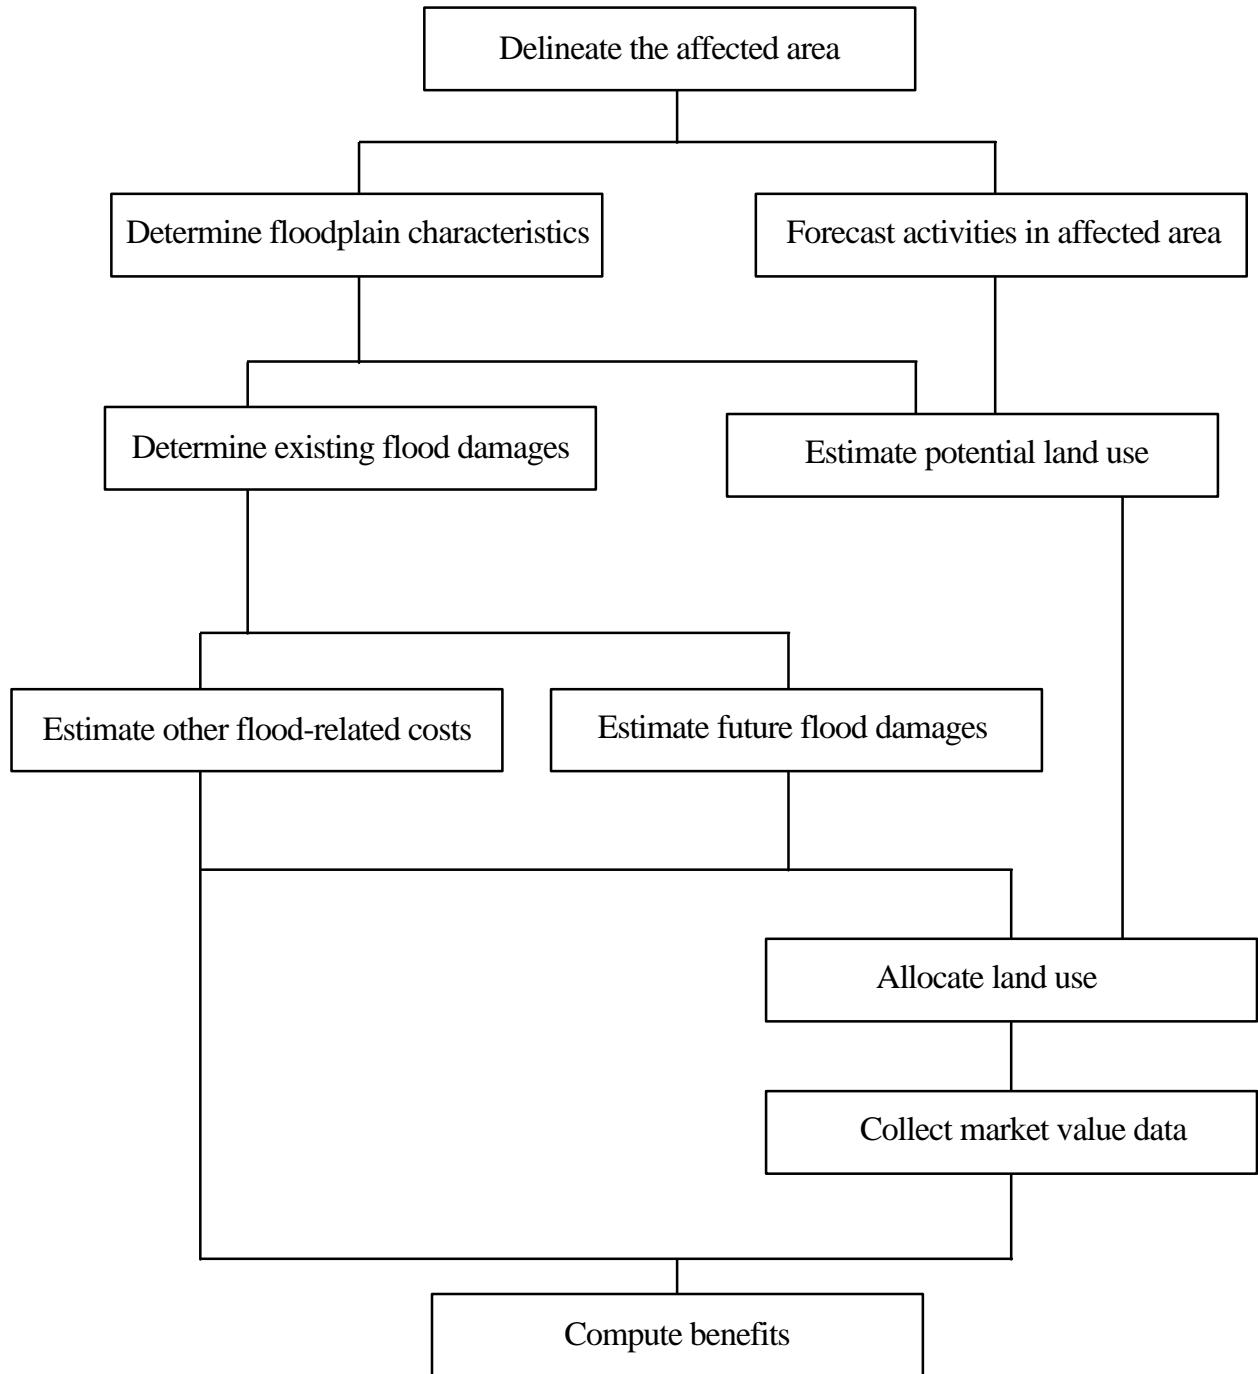 Delineate the affected area
Determine floodplain characteristics
Forecast activities in affected area
Determine existing flood damages
Estimate potential land use
Estimate other flood-related costs
Estimate future flood damages
Allocate land use
Collect market value data
Compute benefits